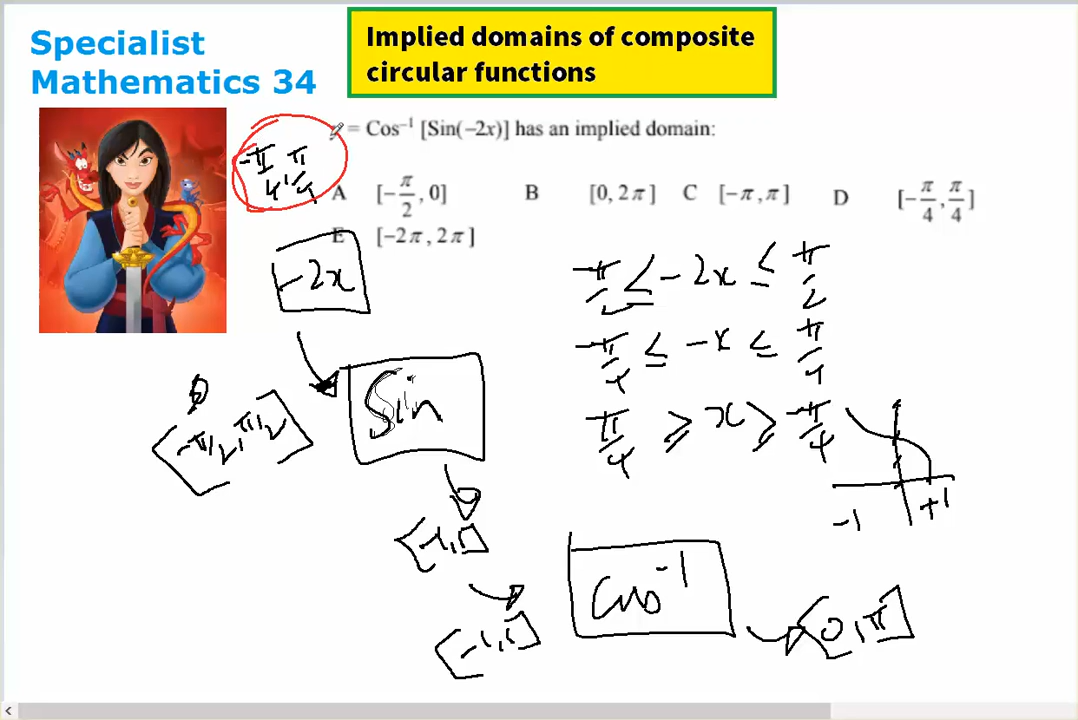 Specialist
Mathematics 34
Implied domains of composite
circular functions
= Cos⁻¹ [Sin(−2x)] has an implied domain:
-π/4, π/4
A [−π/2, 0] B [0, 2π] C [−π, π] D [−π/4, π/4]
E [−2π, 2π]
-2x
-π/2 ≤ -2x ≤ π/2
-π/4 ≤ -x ≤ π/4
π/4 ≥ x ≥ -π/4
Sin
[-π/2, π/2]
-1 +1
[-1,1]
Cos⁻¹
[-1,1]
[0, π]